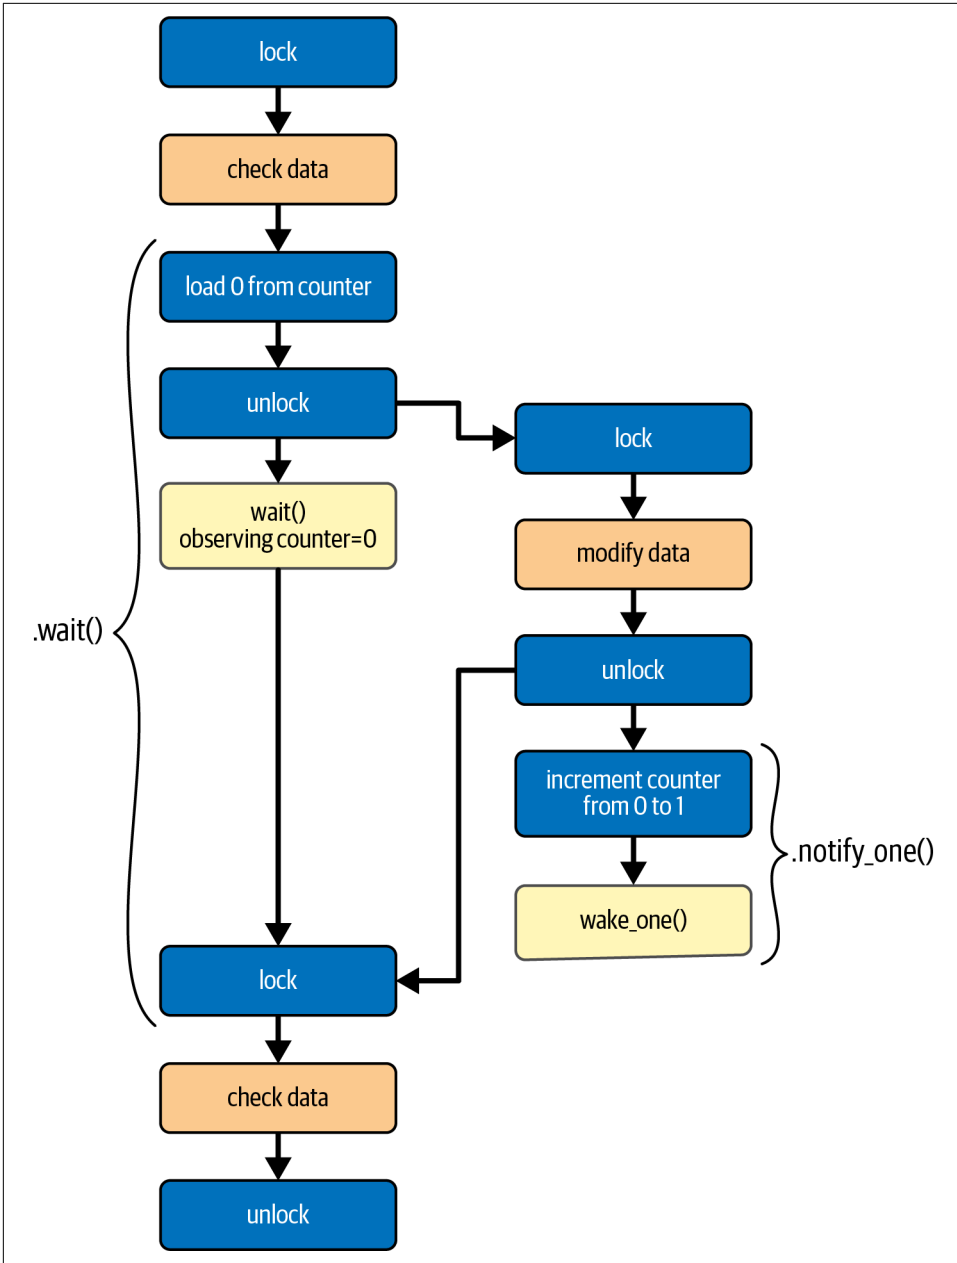 lock
check data
load 0 from counter
unlock
wait()
observing counter=0
.wait()
lock
check data
unlock
lock
modify data
unlock
increment counter
from 0 to 1
wake_one()
.notify_one()